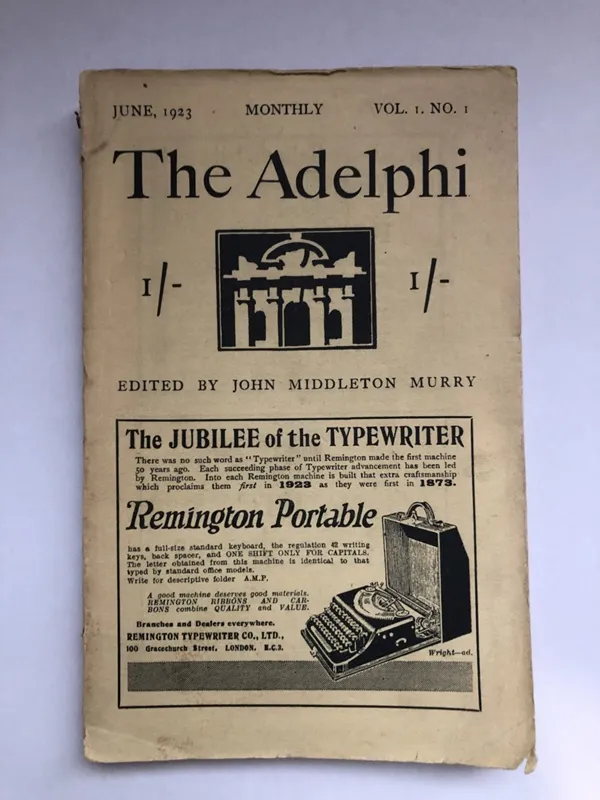 JUNE, 1923 MONTHLY VOL. 1. NO. 1
The Adelphi
1/- 1/-
EDITED BY JOHN MIDDLETON MURRY
The JUBILEE of the TYPEWRITER
There was no such word as "Typewriter" until Remington made the first machine
50 years ago. Each succeeding phase of Typewriter advancement has been led
by Remington. Into each Remington machine is built that extra craftsmanship
which proclaims them first in 1923 as they were first in 1873.
Remington Portable
has a full-size standard keyboard, the regulation 42 writing
keys, back spacer, and ONE SHIFT ONLY FOR CAPITALS.
The letter obtained from this machine is identical to that
typed by standard office models.
Write for descriptive folder A.M.P.
A good machine deserves good materials.
REMINGTON RIBBONS AND CAR-
BONS combine QUALITY and VALUE.
Branches and Dealers everywhere.
REMINGTON TYPEWRITER CO., LTD.,
100 Gracechurch Street, LONDON. E.C.3.
Wright—ad.